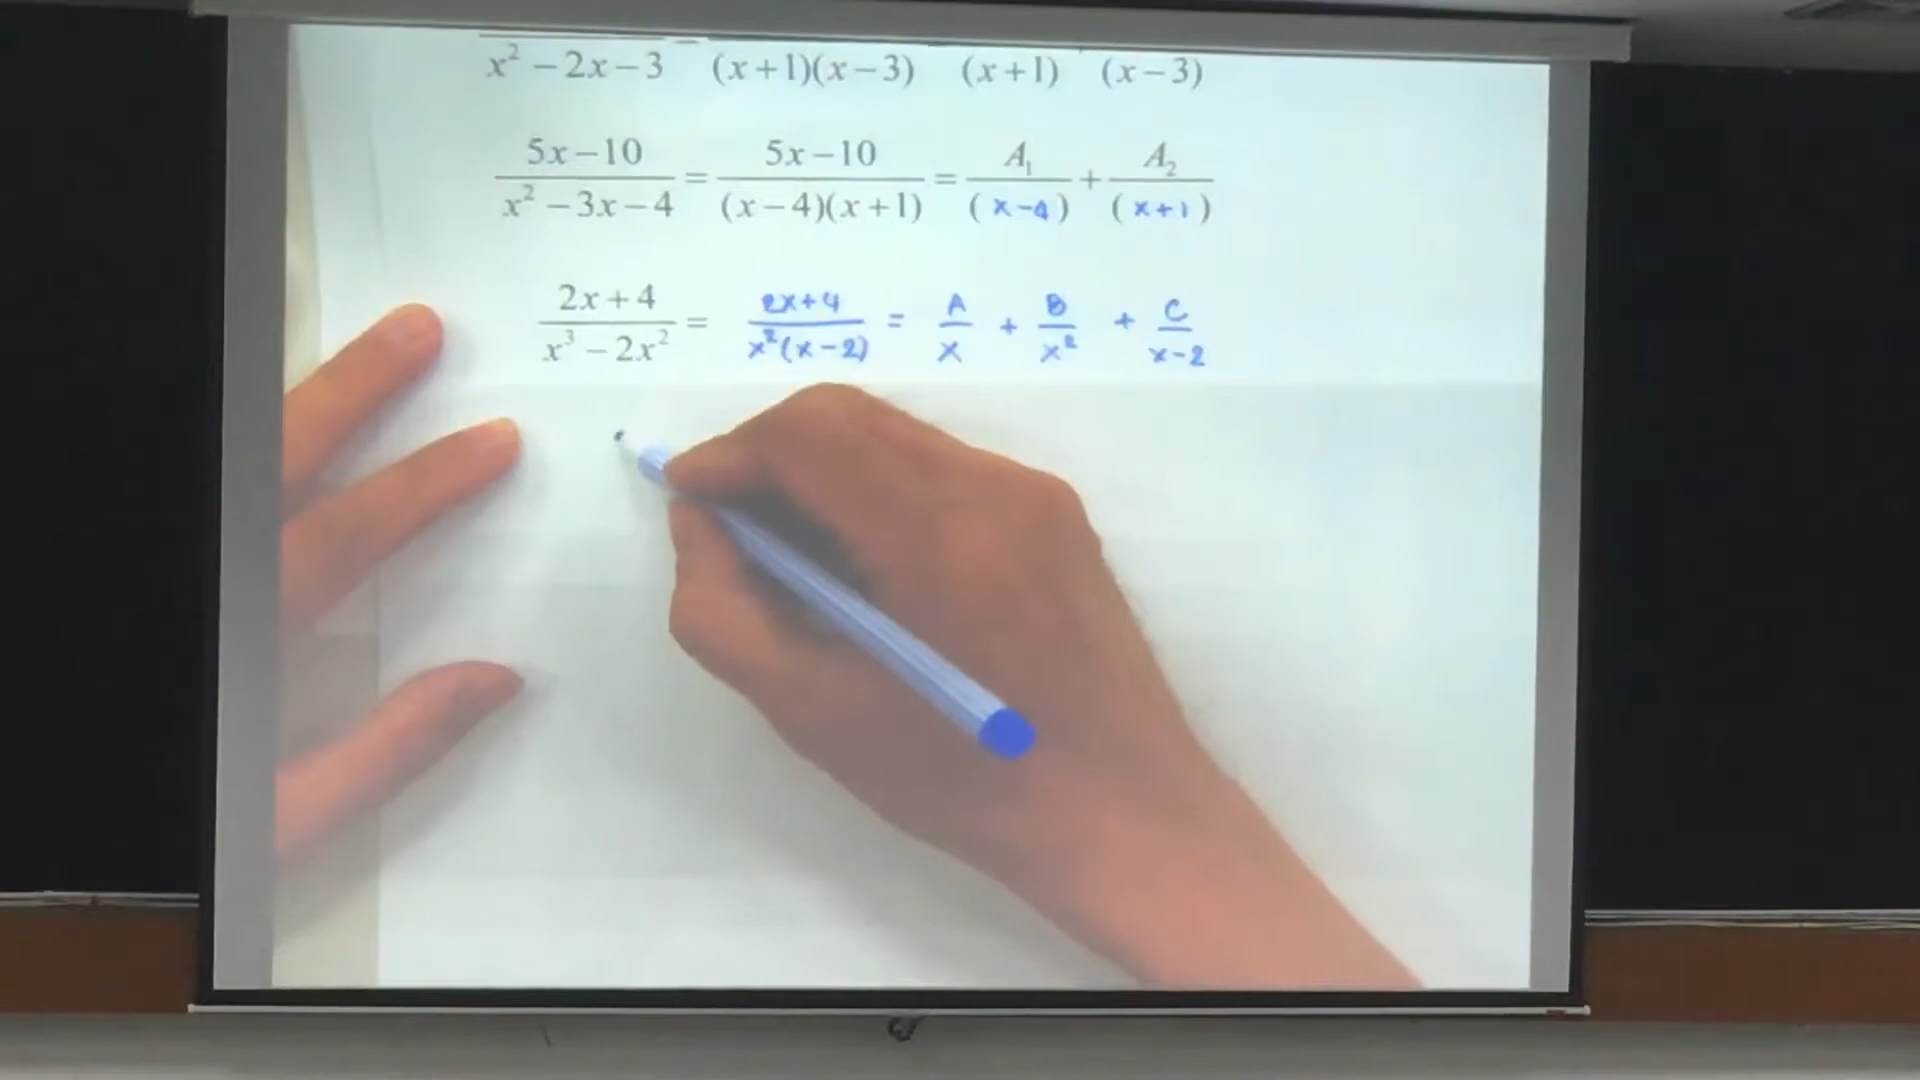 x² − 2x − 3 (x+1)(x−3) (x+1) (x−3)
5x−10 / x² −3x−4 = 5x−10 / (x−4)(x+1) = A₁ / (x−4) + A₂ / (x+1)
2x+4 / x³ −2x² = 2x+4 / x²(x−2) = A / x + B / x² + C / x−2